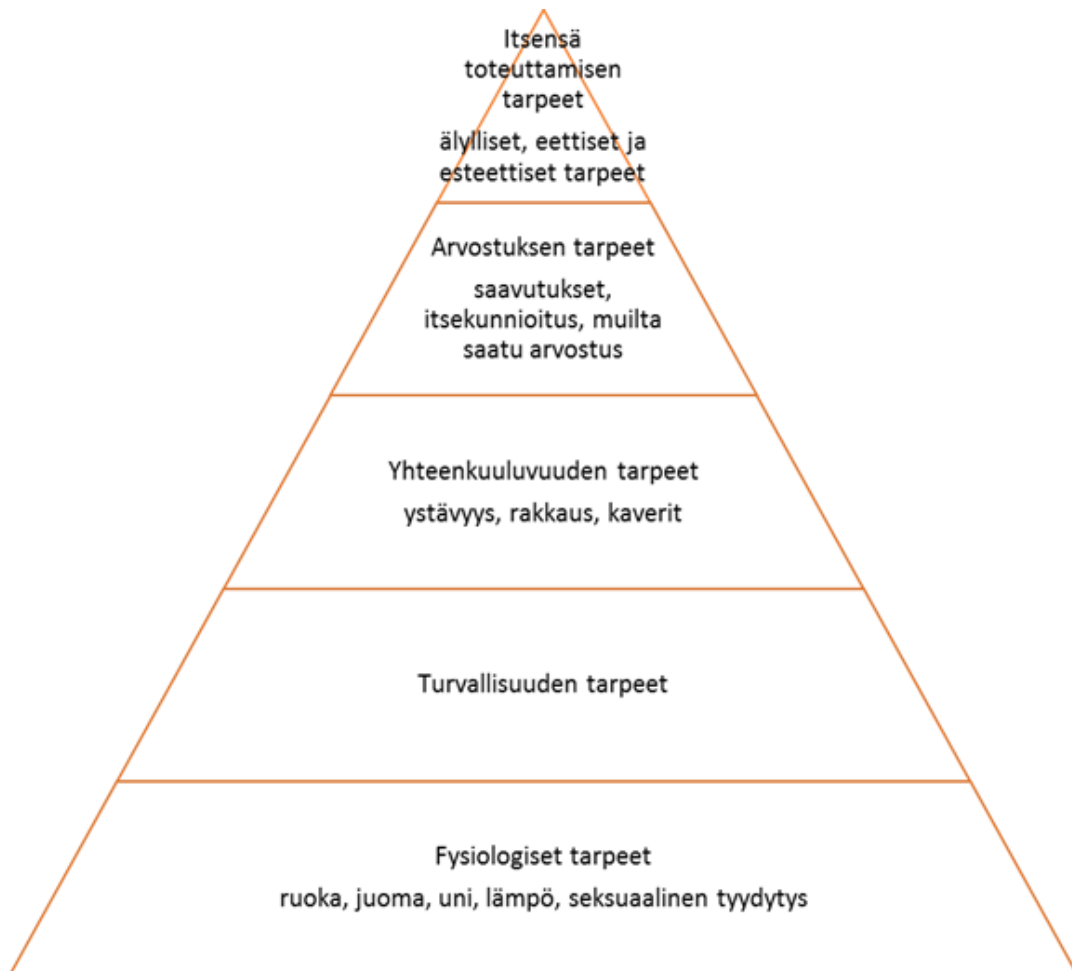 Itsensä
toteuttamisen
tarpeet
älylliset, eettiset ja
esteettiset tarpeet
Arvostuksen tarpeet
saavutukset,
itsekunnioitus, muilta
saatu arvostus
Yhteenkuuluvuuden tarpeet
ystävyys, rakkaus, kaverit
Turvallisuuden tarpeet
Fysiologiset tarpeet
ruoka, juoma, uni, lämpö, seksuaalinen tyydytys